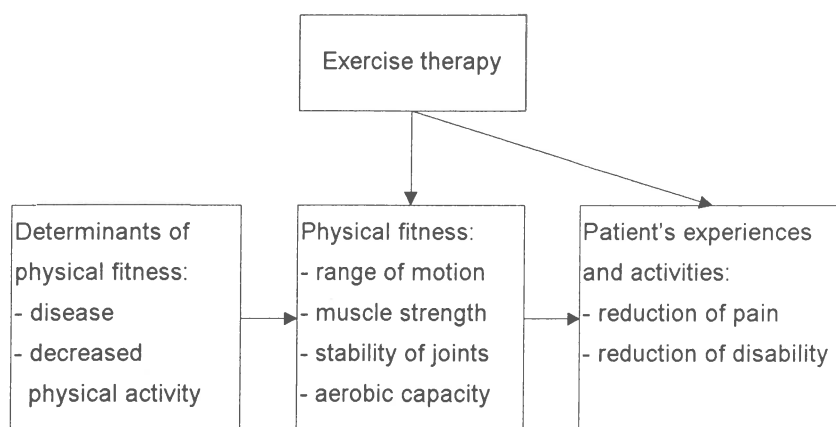 Exercise therapy
Determinants of
physical fitness:
- disease
- decreased
physical activity
Physical fitness:
- range of motion
- muscle strength
- stability of joints
- aerobic capacity
Patient's experiences
and activities:
- reduction of pain
- reduction of disability